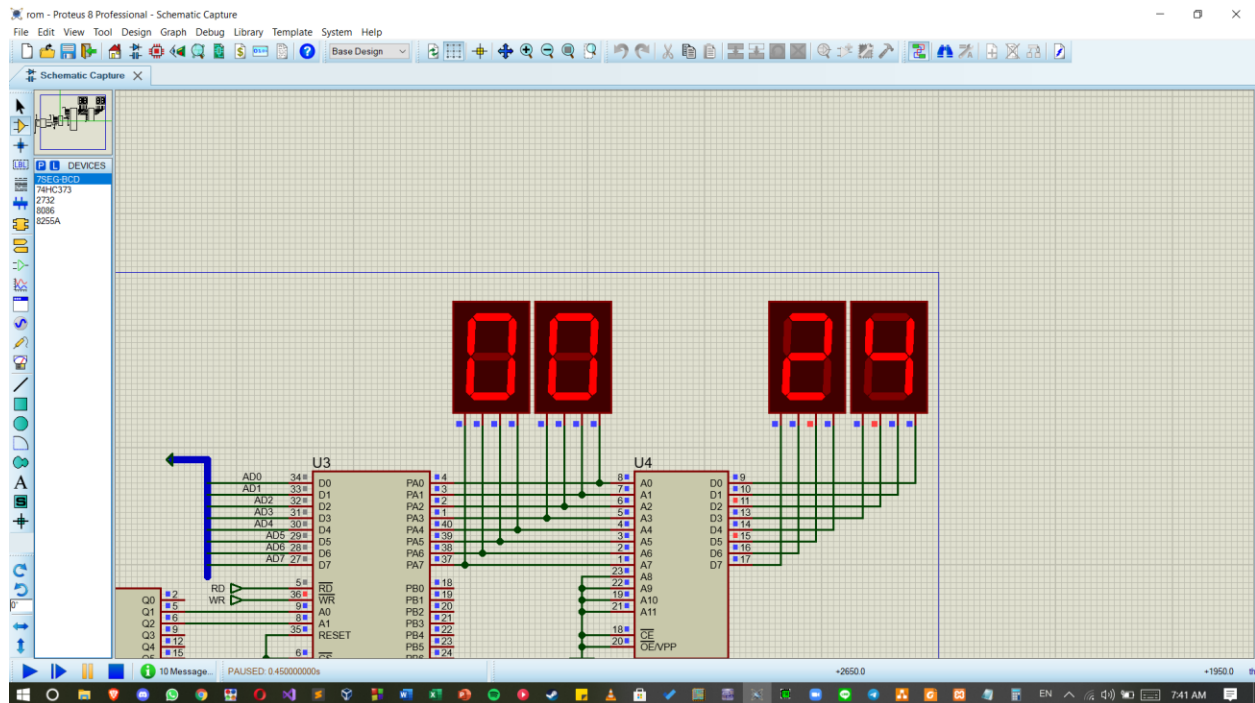 rom - Proteus 8 Professional - Schematic Capture
File Edit View Tool Design Graph Debug Library Template System Help
Base Design
Schematic Capture X
P L DEVICES
7SEG-BCD
74HC373
2732
8086
8255A
LBL
A
S
0°
00 24
U3
AD0 34 D0
AD1 33 D1
AD2 32 D2
AD3 31 D3
AD4 30 D4
AD5 29 D5
AD6 28 D6
AD7 27 D7
RD 5 RD
WR 36 WR
9 A0
8 A1
35 RESET
6 CS
PA0 4
PA1 3
PA2 2
PA3 1
PA4 40
PA5 39
PA6 38
PA7 37
PB0 18
PB1 19
PB2 20
PB3 21
PB4 22
PB5 23
PB6 24
Q0 2
Q1 5
Q2 6
Q3 9
Q4 12
Q5 15
U4
8 A0
7 A1
6 A2
5 A3
4 A4
3 A5
2 A6
1 A7
23 A8
22 A9
19 A10
21 A11
18 CE
20 OE/VPP
D0 9
D1 10
D2 11
D3 13
D4 14
D5 15
D6 16
D7 17
10 Message...
PAUSED: 0.450000000s
+2650.0
+1950.0
th
EN
7:41 AM